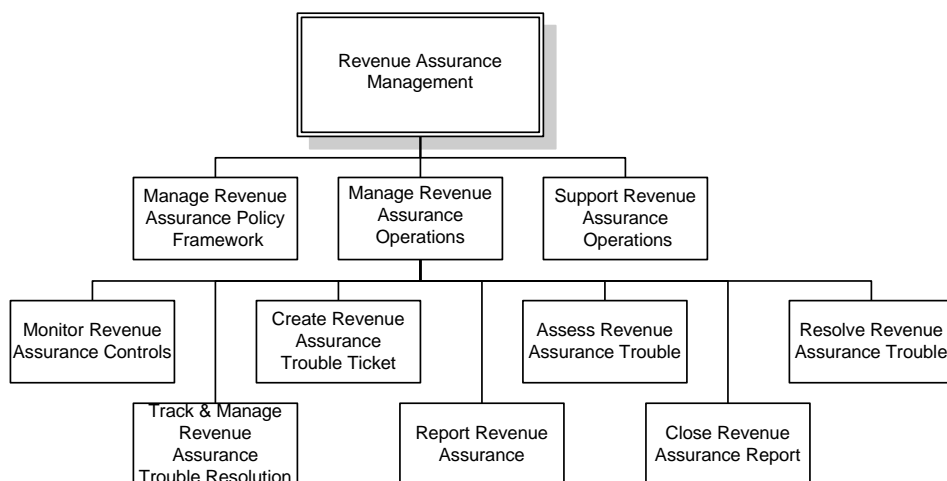 Revenue Assurance
Management
Manage Revenue
Assurance Policy
Framework
Manage Revenue
Assurance
Operations
Support Revenue
Assurance
Operations
Monitor Revenue
Assurance Controls
Create Revenue
Assurance
Trouble Ticket
Assess Revenue
Assurance Trouble
Resolve Revenue
Assurance Trouble
Track & Manage
Revenue
Assurance
Trouble Resolution
Report Revenue
Assurance
Close Revenue
Assurance Report